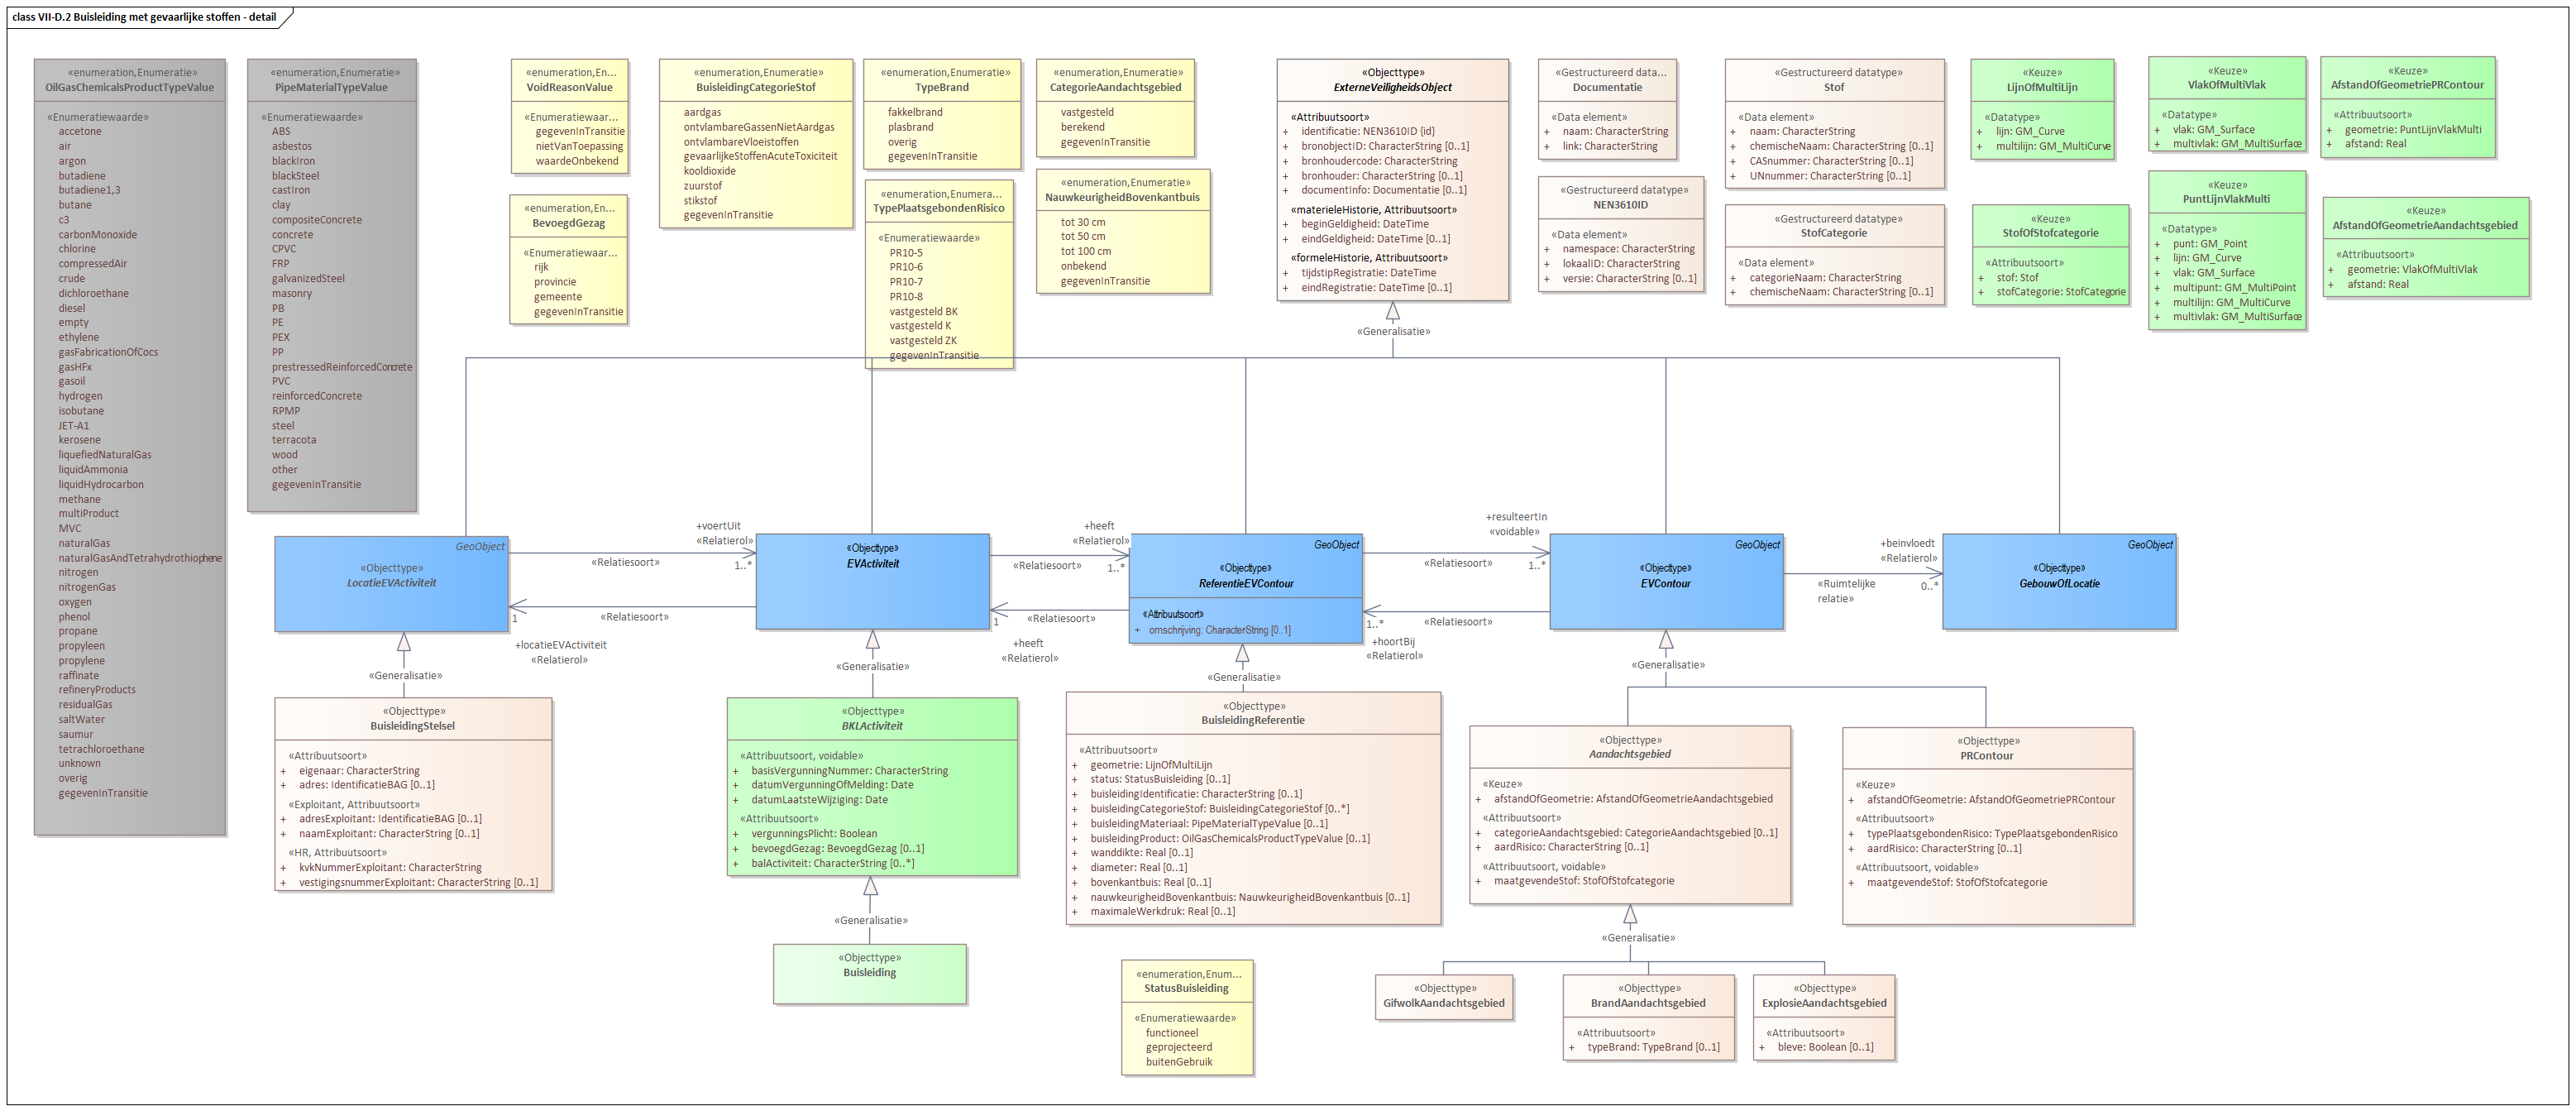 class VII-D.2 Buisleiding met gevaarlijke stoffen - detail
«enumeration,Enumeratie»
OilGasChemicalsProductTypeValue
«Enumeratiewaarde»
accetone
air
argon
butadiene
butadiene1,3
butane
c3
carbonMonoxide
chlorine
compressedAir
crude
dichloroethane
diesel
empty
ethylene
gasFabricationOfCocs
gasHFx
gasoil
hydrogen
isobutane
JET-A1
kerosene
liquefiedNaturalGas
liquidAmmonia
liquidHydrocarbon
methane
multiProduct
MVC
naturalGas
naturalGasAndTetrahydrothiophene
nitrogen
nitrogenGas
oxygen
phenol
propane
propyleen
propylene
raffinate
refineryProducts
residualGas
saltWater
saumur
tetrachloroethane
unknown
overig
gegevenInTransitie
«enumeration,Enumeratie»
PipeMaterialTypeValue
«Enumeratiewaarde»
ABS
asbestos
blackIron
blackSteel
castIron
clay
compositeConcrete
concrete
CPVC
FRP
galvanizedSteel
masonry
PB
PE
PEX
PP
prestressedReinforcedConcrete
PVC
reinforcedConcrete
RPMP
steel
terracota
wood
other
gegevenInTransitie
«enumeration,En...
VoidReasonValue
«Enumeratiewaar...
gegevenInTransitie
nietVanToepassing
waardeOnbekend
«enumeration,En...
BevoegdGezag
«Enumeratiewaar...
rijk
provincie
gemeente
gegevenInTransitie
«enumeration,Enumeratie»
BuisleidingCategorieStof
aardgas
ontvlambareGassenNietAardgas
ontvlambareVloeistoffen
gevaarlijkeStoffenAcuteToxiciteit
kooldioxide
zuurstof
stikstof
gegevenInTransitie
«enumeration,Enumeratie»
TypeBrand
fakkelbrand
plasbrand
overig
gegevenInTransitie
«enumeration,Enumera...
TypePlaatsgebondenRisico
«Enumeratiewaarde»
PR10-5
PR10-6
PR10-7
PR10-8
vastgesteld BK
vastgesteld K
vastgesteld ZK
gegevenInTransitie
«enumeration,Enumeratie»
CategorieAandachtsgebied
vastgesteld
berekend
gegevenInTransitie
«enumeration,Enumeratie»
NauwkeurigheidBovenkantbuis
tot 30 cm
tot 50 cm
tot 100 cm
onbekend
gegevenInTransitie
«Objecttype»
ExterneVeiligheidsObject
«Attribuutsoort»
+ identificatie: NEN3610ID {id}
+ bronobjectID: CharacterString [0..1]
+ bronhoudercode: CharacterString
+ bronhouder: CharacterString [0..1]
+ documentInfo: Documentatie [0..1]
«materieleHistorie, Attribuutsoort»
+ beginGeldigheid: DateTime
+ eindGeldigheid: DateTime [0..1]
«formeleHistorie, Attribuutsoort»
+ tijdstipRegistratie: DateTime
+ eindRegistratie: DateTime [0..1]
«Gestructureerd data...
Documentatie
«Data element»
+ naam: CharacterString
+ link: CharacterString
«Gestructureerd datatype»
NEN3610ID
«Data element»
+ namespace: CharacterString
+ lokaalID: CharacterString
+ versie: CharacterString [0..1]
«Gestructureerd datatype»
Stof
«Data element»
+ naam: CharacterString
+ chemischeNaam: CharacterString [0..1]
+ CASnummer: CharacterString [0..1]
+ UNnummer: CharacterString [0..1]
«Gestructureerd datatype»
StofCategorie
«Data element»
+ categorieNaam: CharacterString
+ chemischeNaam: CharacterString [0..1]
«Keuze»
LijnOfMultiLijn
«Datatype»
+ lijn: GM_Curve
+ multilijn: GM_MultiCurve
«Keuze»
StofOfStofcategorie
«Attribuutsoort»
+ stof: Stof
+ stofCategorie: StofCategorie
«Keuze»
VlakOfMultiVlak
«Datatype»
+ vlak: GM_Surface
+ multivlak: GM_MultiSurface
«Keuze»
PuntLijnVlakMulti
«Datatype»
+ punt: GM_Point
+ lijn: GM_Curve
+ vlak: GM_Surface
+ multipunt: GM_MultiPoint
+ multilijn: GM_MultiCurve
+ multivlak: GM_MultiSurface
«Keuze»
AfstandOfGeometriePRContour
«Attribuutsoort»
+ geometrie: PuntLijnVlakMulti
+ afstand: Real
«Keuze»
AfstandOfGeometrieAandachtsgebied
«Attribuutsoort»
+ geometrie: VlakOfMultiVlak
+ afstand: Real
«Generalisatie»
GeoObject
«Objecttype»
LocatieEVActiviteit
+voertUit
«Relatierol»
«Relatiesoort»
1..*
«Relatiesoort»
1
+locatieEVActiviteit
«Relatierol»
«Objecttype»
EVActiviteit
+heeft
«Relatierol»
«Relatiesoort»
1..*
«Relatiesoort»
1
+heeft
«Relatierol»
GeoObject
«Objecttype»
ReferentieEVContour
«Attribuutsoort»
+ omschrijving: CharacterString [0..1]
+resulteertIn
«voidable»
«Relatiesoort»
1..*
«Relatiesoort»
1..*
+hoortBij
«Relatierol»
GeoObject
«Objecttype»
EVContour
+beinvloedt
«Relatierol»
«Ruimtelijke
relatie»
0..*
GeoObject
«Objecttype»
GebouwOfLocatie
«Generalisatie»
«Generalisatie»
«Generalisatie»
«Generalisatie»
«Objecttype»
BuisleidingStelsel
«Attribuutsoort»
+ eigenaar: CharacterString
+ adres: IdentificatieBAG [0..1]
«Exploitant, Attribuutsoort»
+ adresExploitant: IdentificatieBAG [0..1]
+ naamExploitant: CharacterString [0..1]
«HR, Attribuutsoort»
+ kvkNummerExploitant: CharacterString
+ vestigingsnummerExploitant: CharacterString [0..1]
«Objecttype»
BKLActiviteit
«Attribuutsoort, voidable»
+ basisVergunningNummer: CharacterString
+ datumVergunningOfMelding: Date
+ datumLaatsteWijziging: Date
«Attribuutsoort»
+ vergunningsPlicht: Boolean
+ bevoegdGezag: BevoegdGezag [0..1]
+ balActiviteit: CharacterString [0..*]
«Generalisatie»
«Objecttype»
Buisleiding
«Objecttype»
BuisleidingReferentie
«Attribuutsoort»
+ geometrie: LijnOfMultiLijn
+ status: StatusBuisleiding [0..1]
+ buisleidingIdentificatie: CharacterString [0..1]
+ buisleidingCategorieStof: BuisleidingCategorieStof [0..*]
+ buisleidingMateriaal: PipeMaterialTypeValue [0..1]
+ buisleidingProduct: OilGasChemicalsProductTypeValue [0..1]
+ wanddikte: Real [0..1]
+ diameter: Real [0..1]
+ bovenkantbuis: Real [0..1]
+ nauwkeurigheidBovenkantbuis: NauwkeurigheidBovenkantbuis [0..1]
+ maximaleWerkdruk: Real [0..1]
«enumeration,Enum...
StatusBuisleiding
«Enumeratiewaarde»
functioneel
geprojecteerd
buitenGebruik
«Objecttype»
Aandachtsgebied
«Keuze»
+ afstandOfGeometrie: AfstandOfGeometrieAandachtsgebied
«Attribuutsoort»
+ categorieAandachtsgebied: CategorieAandachtsgebied [0..1]
+ aardRisico: CharacterString [0..1]
«Attribuutsoort, voidable»
+ maatgevendeStof: StofOfStofcategorie
«Objecttype»
PRContour
«Keuze»
+ afstandOfGeometrie: AfstandOfGeometriePRContour
«Attribuutsoort»
+ typePlaatsgebondenRisico: TypePlaatsgebondenRisico
+ aardRisico: CharacterString [0..1]
«Attribuutsoort, voidable»
+ maatgevendeStof: StofOfStofcategorie
«Generalisatie»
«Objecttype»
GifwolkAandachtsgebied
«Objecttype»
BrandAandachtsgebied
«Attribuutsoort»
+ typeBrand: TypeBrand [0..1]
«Objecttype»
ExplosieAandachtsgebied
«Attribuutsoort»
+ bleve: Boolean [0..1]